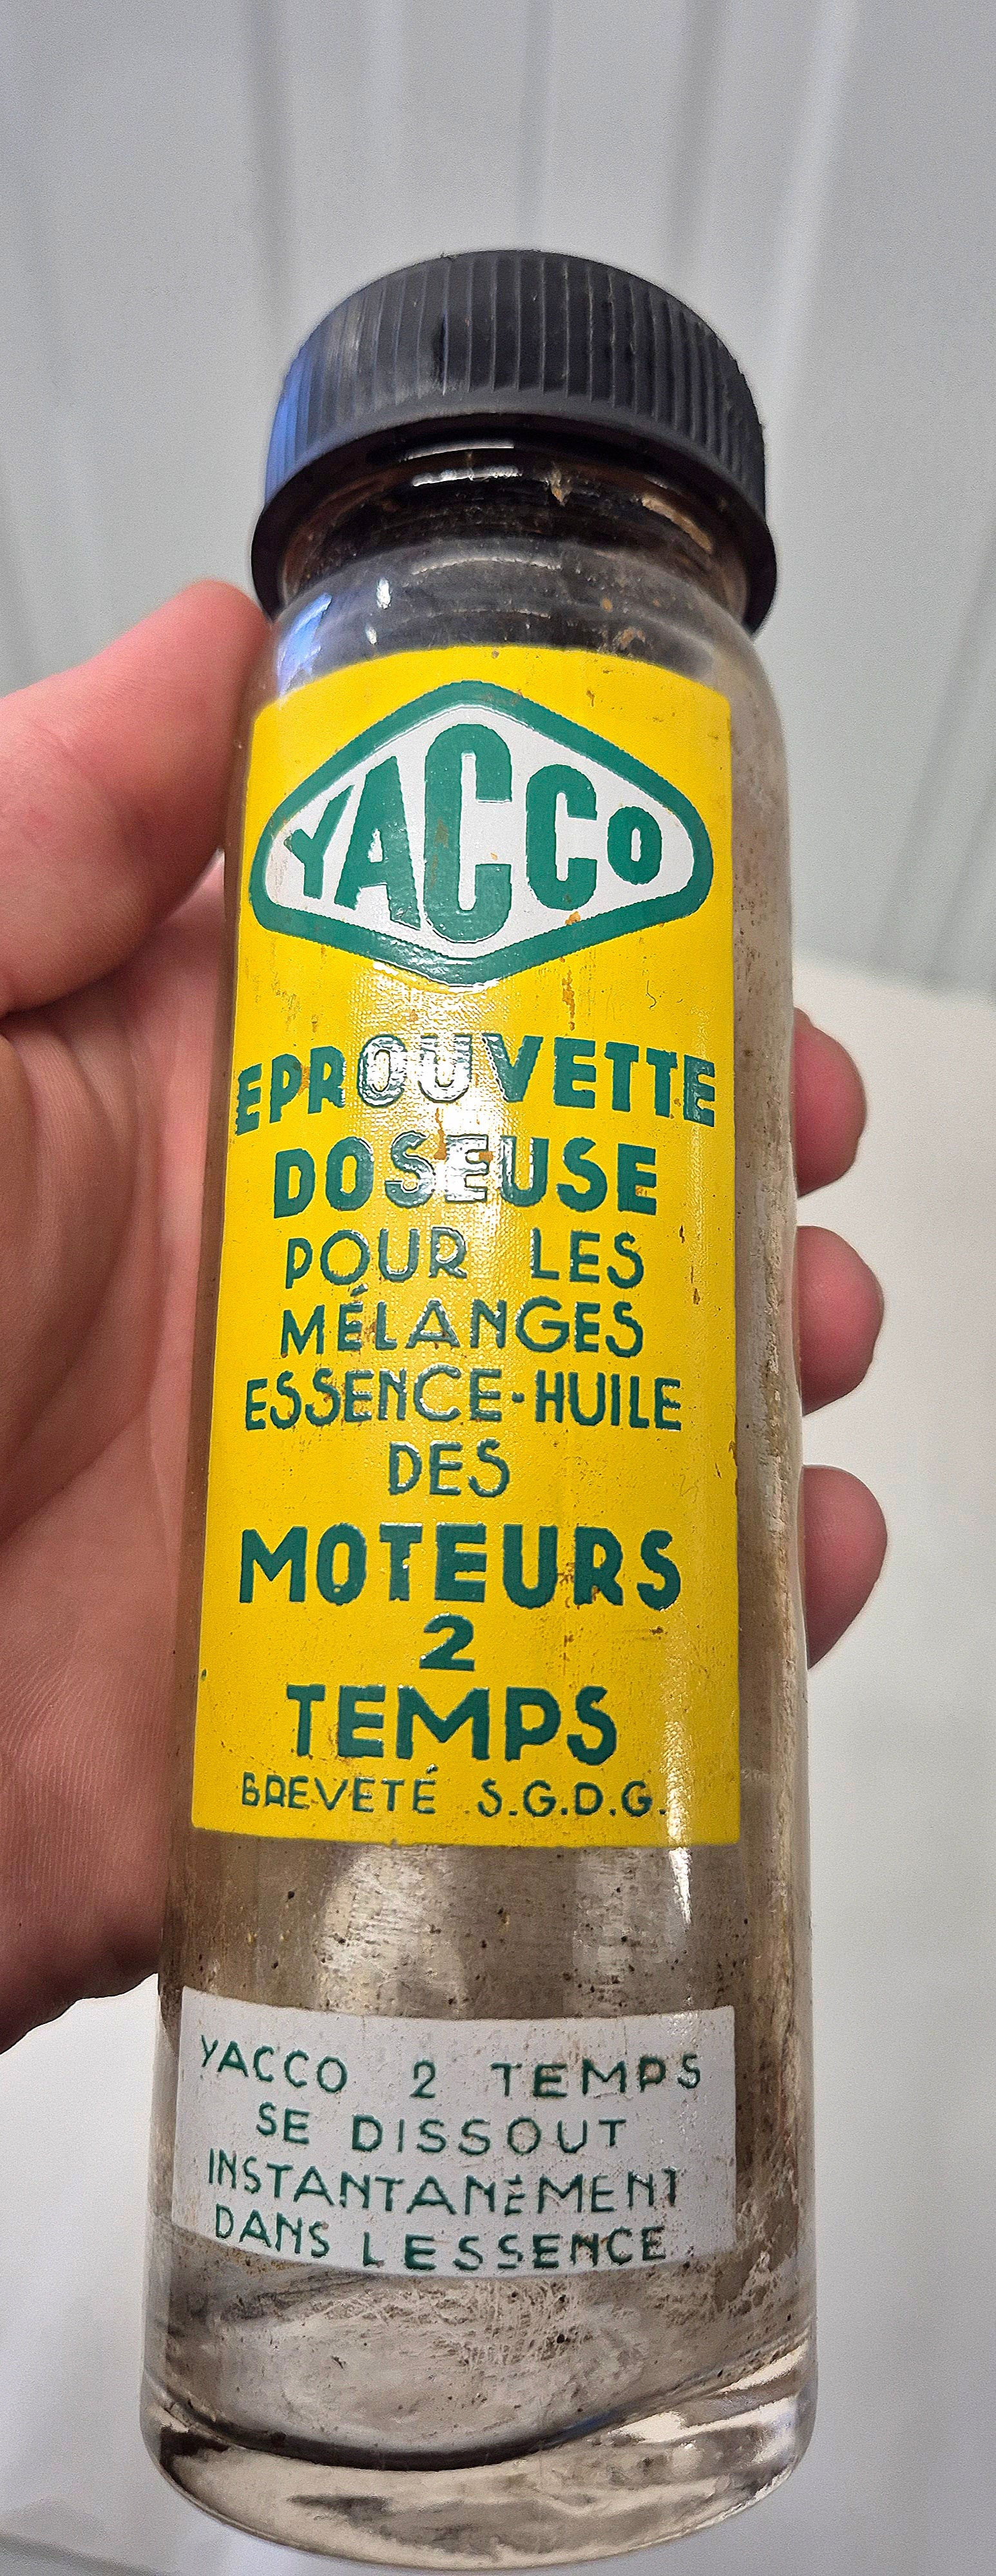 YACCO
EPROUVETTE
DOSEUSE
POUR LES
MÉLANGES
ESSENCE-HUILE
DES
MOTEURS
2
TEMPS
BREVETÉ S.G.D.G.
YACCO 2 TEMPS
SE DISSOUT
INSTANTANÉMENT
DANS L'ESSENCE